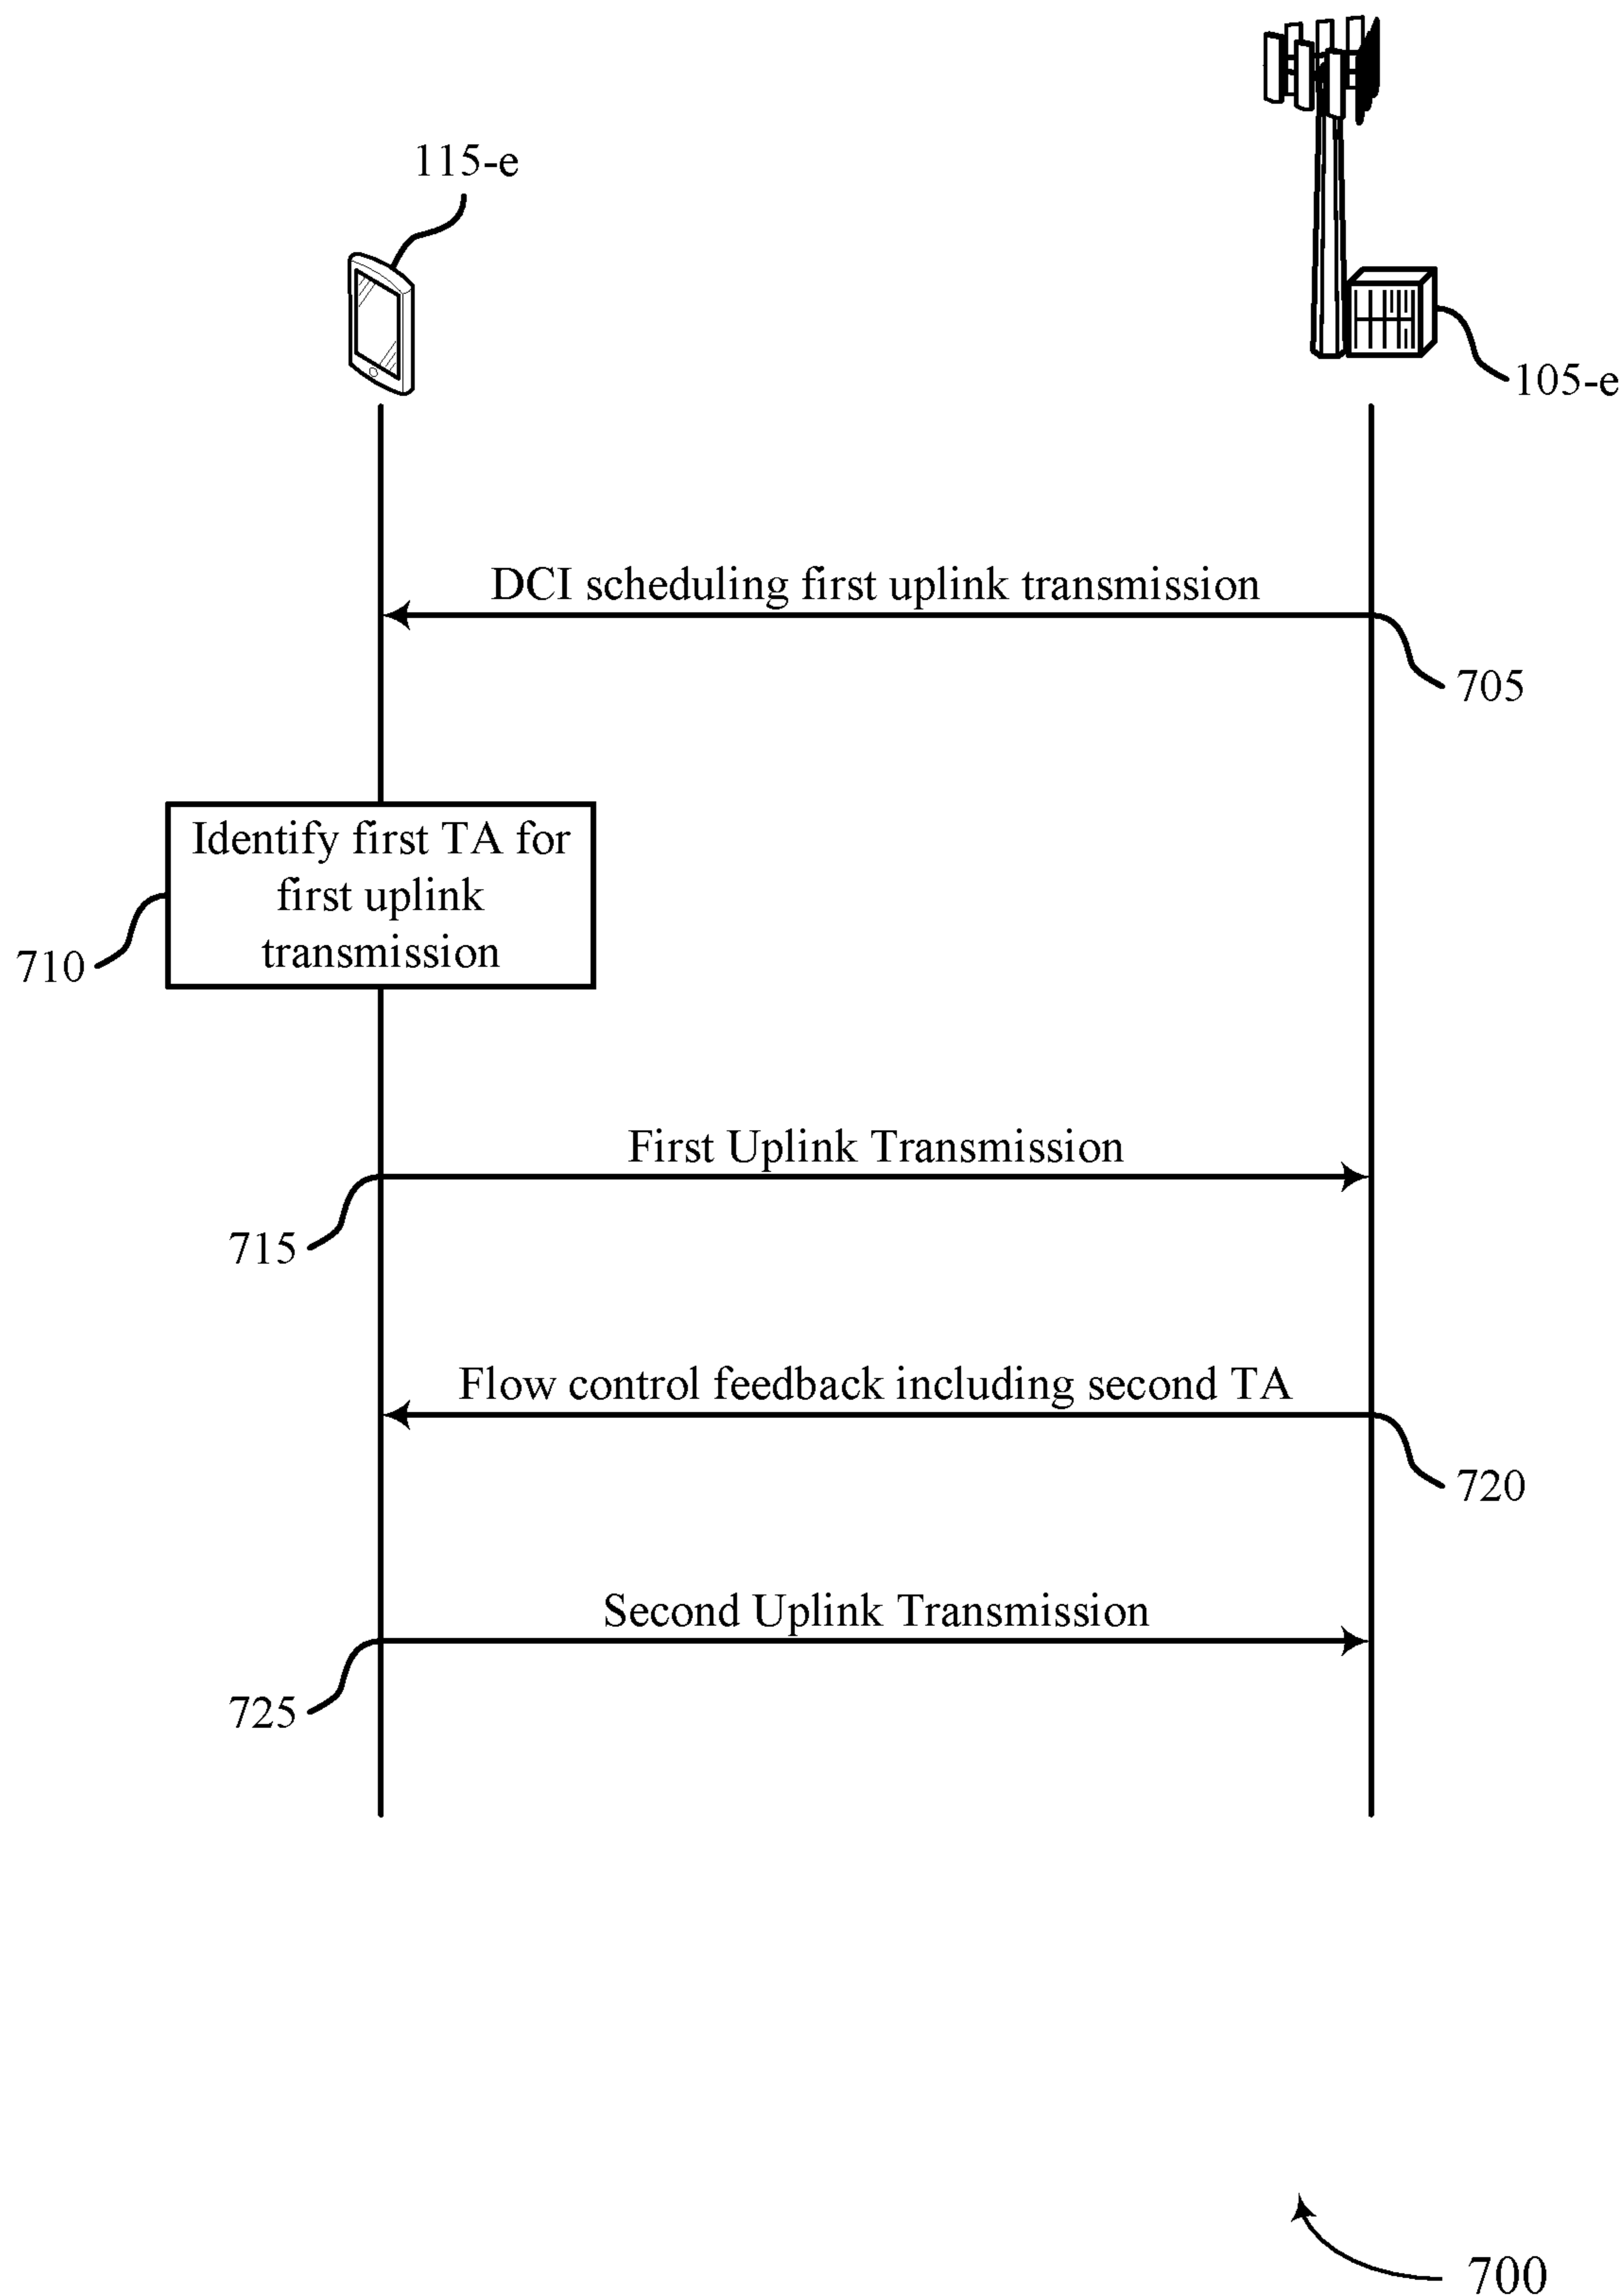 115-e
105-e
DCI scheduling first uplink transmission
705
Identify first TA for
first uplink
transmission
710
First Uplink Transmission
715
Flow control feedback including second TA
720
Second Uplink Transmission
725
700